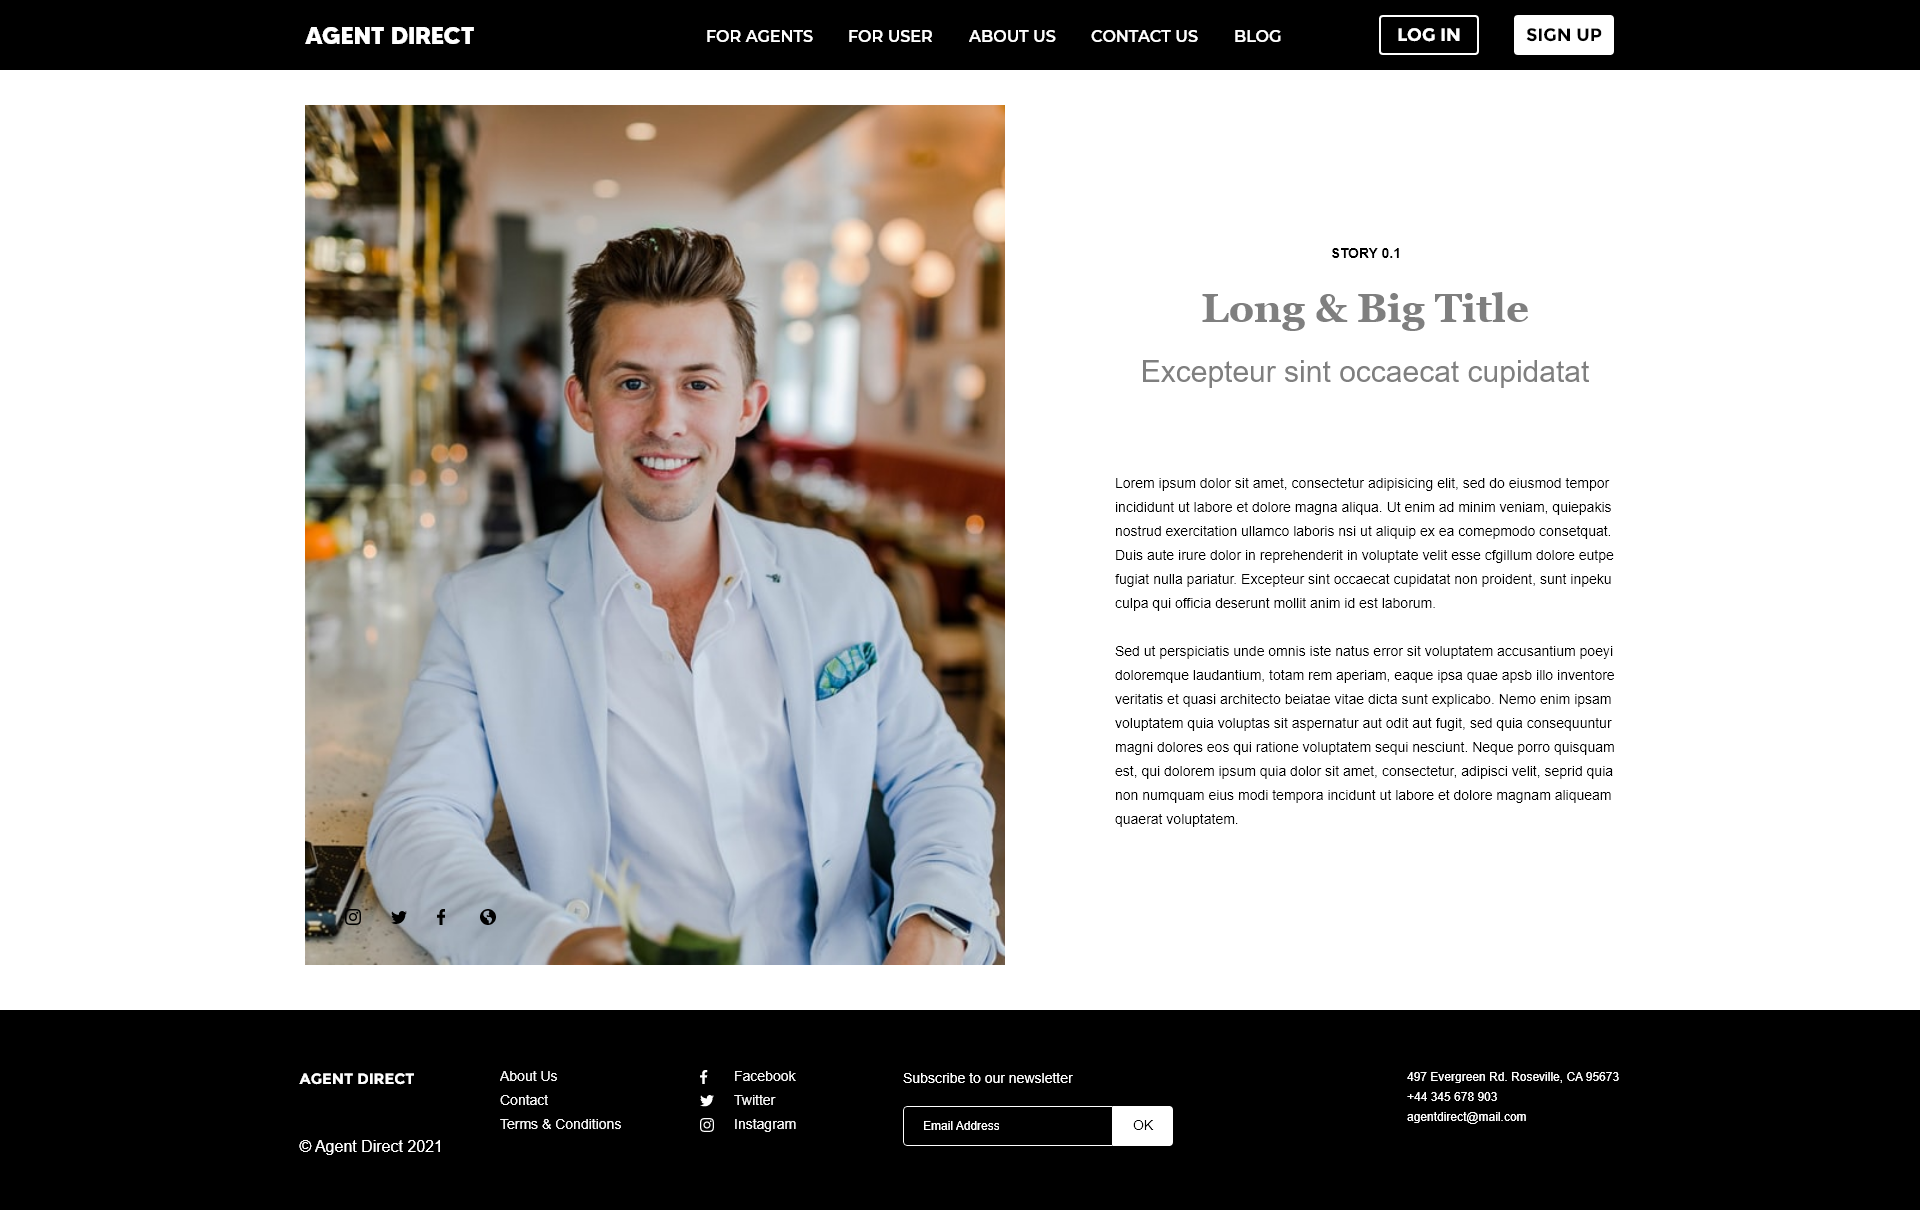 AGENT DIRECT
FOR AGENTS
FOR USER
ABOUT US
CONTACT US
BLOG
LOG IN
SIGN UP
STORY 0.1
Long & Big Title
Excepteur sint occaecat cupidatat
Lorem ipsum dolor sit amet, consectetur adipisicing elit, sed do eiusmod tempor
incididunt ut labore et dolore magna aliqua. Ut enim ad minim veniam, quiepakis
nostrud exercitation ullamco laboris nsi ut aliquip ex ea comepmodo consetquat.
Duis aute irure dolor in reprehenderit in voluptate velit esse cfgillum dolore eutpe
fugiat nulla pariatur. Excepteur sint occaecat cupidatat non proident, sunt inpeku
culpa qui officia deserunt mollit anim id est laborum.
Sed ut perspiciatis unde omnis iste natus error sit voluptatem accusantium poeyi
doloremque laudantium, totam rem aperiam, eaque ipsa quae apsb illo inventore
veritatis et quasi architecto beiatae vitae dicta sunt explicabo. Nemo enim ipsam
voluptatem quia voluptas sit aspernatur aut odit aut fugit, sed quia consequuntur
magni dolores eos qui ratione voluptatem sequi nesciunt. Neque porro quisquam
est, qui dolorem ipsum quia dolor sit amet, consectetur, adipisci velit, seprid quia
non numquam eius modi tempora incidunt ut labore et dolore magnam aliqueam
quaerat voluptatem.
AGENT DIRECT
© Agent Direct 2021
About Us
Contact
Terms & Conditions
Facebook
Twitter
Instagram
Subscribe to our newsletter
Email Address
OK
497 Evergreen Rd. Roseville, CA 95673
+44 345 678 903
agentdirect@mail.com